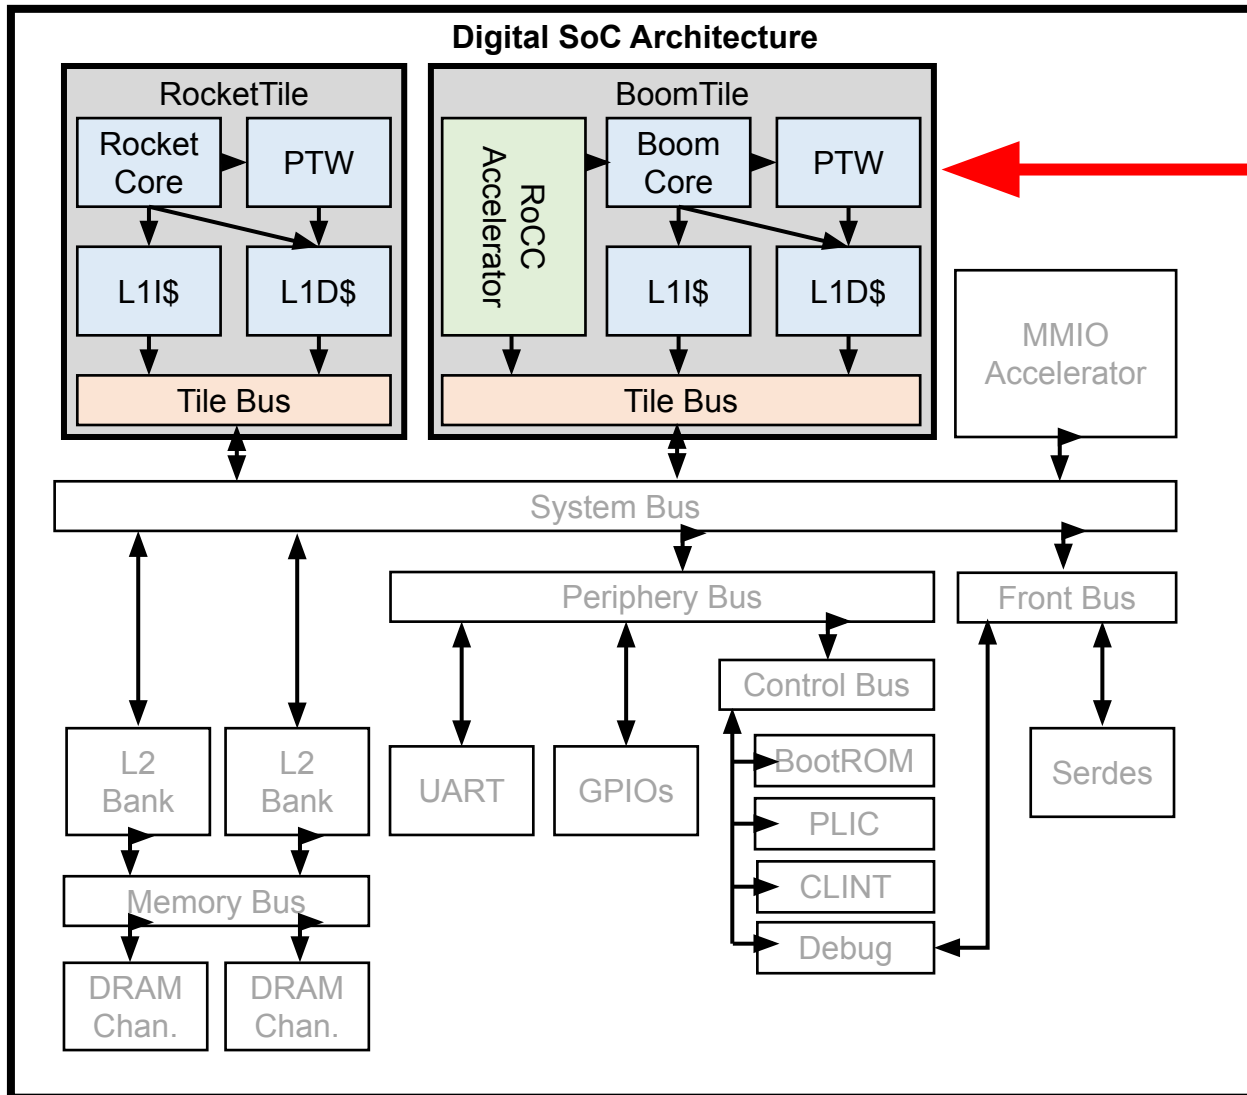 Digital SoC Architecture
RocketTile
Rocket
Core
PTW
L1I$
L1D$
Tile Bus
BoomTile
RoCC
Accelerator
Boom
Core
PTW
L1I$
L1D$
Tile Bus
MMIO
Accelerator
System Bus
Periphery Bus
Front Bus
Control Bus
L2
Bank
L2
Bank
UART
GPIOs
BootROM
PLIC
CLINT
Debug
Serdes
Memory Bus
DRAM
Chan.
DRAM
Chan.